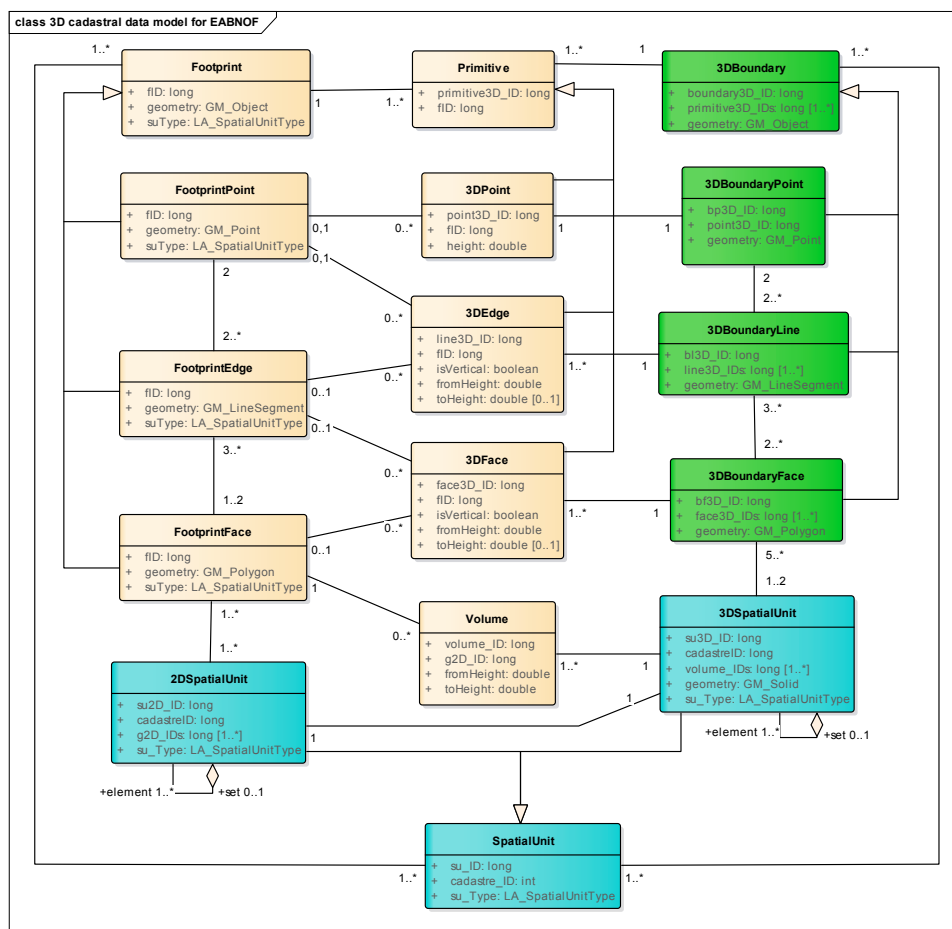 class 3D cadastral data model for EABNOF
1..*
1..*
1
1..*
Footprint
+ fID: long
+ geometry: GM_Object
+ suType: LA_SpatialUnitType
1
1..*
Primitive
+ primitive3D_ID: long
+ fID: long
3DBoundary
+ boundary3D_ID: long
+ primitive3D_IDs: long [1..*]
+ geometry: GM_Object
FootprintPoint
+ fID: long
+ geometry: GM_Point
+ suType: LA_SpatialUnitType
0,1
0..*
0,1
2
3DPoint
+ point3D_ID: long
+ fID: long
+ height: double
1
1
3DBoundaryPoint
+ bp3D_ID: long
+ point3D_ID: long
+ geometry: GM_Point
2
2..*
0..*
3DEdge
+ line3D_ID: long
+ fID: long
+ isVertical: boolean
+ fromHeight: double
+ toHeight: double [0..1]
1..*
1
3DBoundaryLine
+ bl3D_ID: long
+ line3D_IDs: long [1..*]
+ geometry: GM_LineSegment
3..*
2..*
2..*
FootprintEdge
+ fID: long
+ geometry: GM_LineSegment
+ suType: LA_SpatialUnitType
0..1
0..*
0..1
0..*
3..*
1..2
3DFace
+ face3D_ID: long
+ fID: long
+ isVertical: boolean
+ fromHeight: double
+ toHeight: double [0..1]
1..*
1
3DBoundaryFace
+ bf3D_ID: long
+ face3D_IDs: long [1..*]
+ geometry: GM_Polygon
5..*
1..2
FootprintFace
+ fID: long
+ geometry: GM_Polygon
+ suType: LA_SpatialUnitType
0..1
0..*
1
0..*
1..*
1..*
Volume
+ volume_ID: long
+ g2D_ID: long
+ fromHeight: double
+ toHeight: double
1..*
1
3DSpatialUnit
+ su3D_ID: long
+ cadastreID: long
+ volume_IDs: long [1..*]
+ geometry: GM_Solid
+ su_Type: LA_SpatialUnitType
1
+element 1..*
+set 0..1
2DSpatialUnit
+ su2D_ID: long
+ cadastreID: long
+ g2D_IDs: long [1..*]
+ su_Type: LA_SpatialUnitType
1
+element 1..*
+set 0..1
SpatialUnit
+ su_ID: long
+ cadastre_ID: int
+ su_Type: LA_SpatialUnitType
1..*
1..*